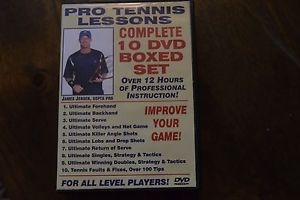 PRO TENNIS
LESSONS
COMPLETE
10 DVD
BOXED
SET
OVER 12 HOURS
OF PROFESSIONAL
INSTRUCTION!
JAMES JENSEN, USPTA PRO
1. Ultimate Forehand
2. Ultimate Backhand
3. Ultimate Serve
4. Ultimate Volleys and Net Game
5. Ultimate Killer Angle Shots
6. Ultimate Lobs and Drop Shots
7. Ultimate Return of Serve
8. Ultimate Singles, Strategy & Tactics
9. Ultimate Winning Doubles, Strategy & Tactics
10. Tennis Faults & Fixes, Over 100 Tips
IMPROVE
YOUR
GAME!
FOR ALL LEVEL PLAYERS!
DVD